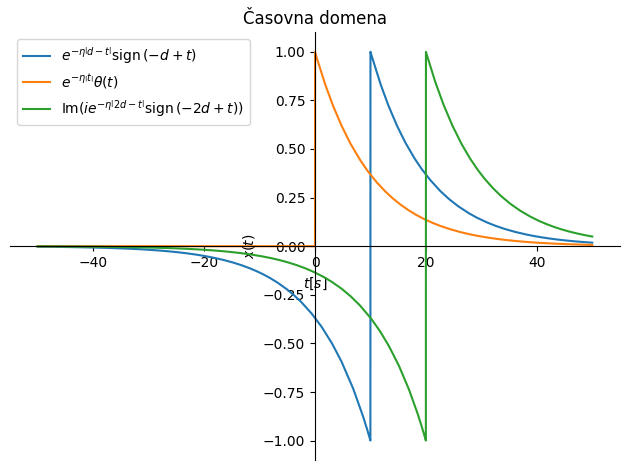 Časovna domena
e^{-η|d-t|} sign (-d + t)
e^{-η|t|}θ(t)
Im(ie^{-η|2d-t|} sign (-2d + t))
1.00
0.75
0.50
0.25
0.00
−0.25
−0.50
−0.75
−1.00
x(t)
−40 −20 0 20 40
t[s]